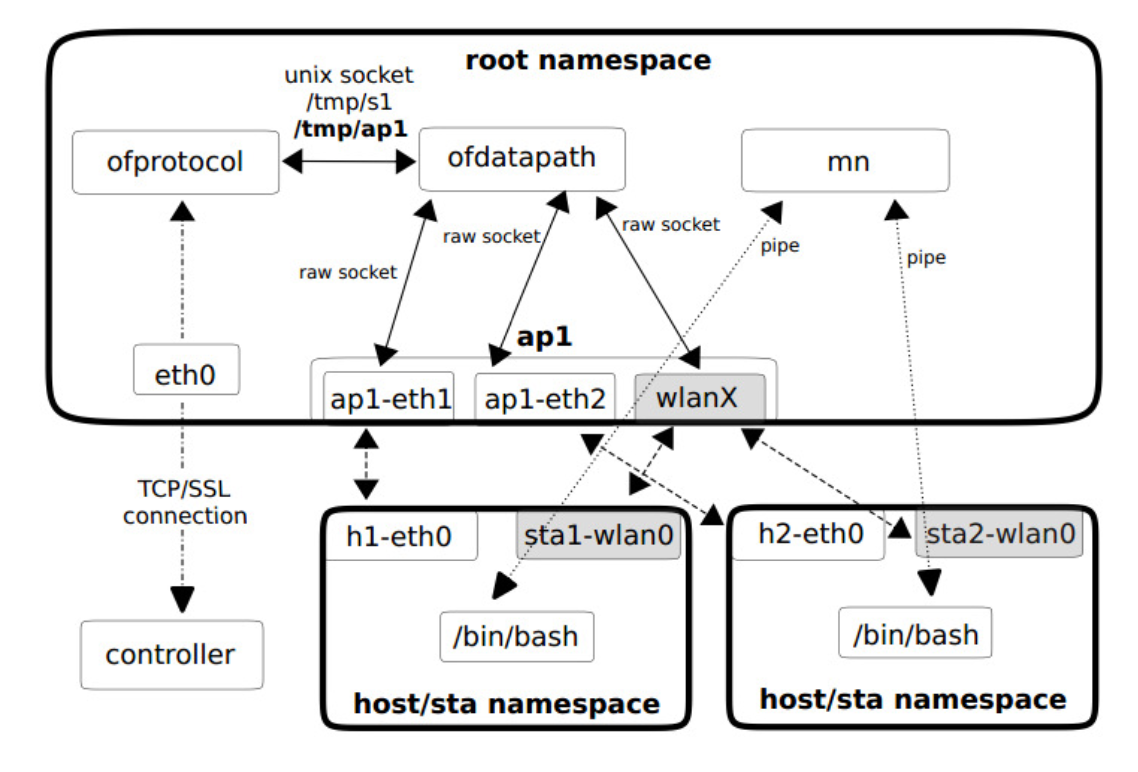 root namespace
unix socket
/tmp/s1
/tmp/ap1
ofprotocol
ofdatapath
mn
raw socket
raw socket
raw socket
pipe
pipe
ap1
eth0
ap1-eth1
ap1-eth2
wlanX
TCP/SSL
connection
h1-eth0
sta1-wlan0
h2-eth0
sta2-wlan0
controller
/bin/bash
/bin/bash
host/sta namespace
host/sta namespace